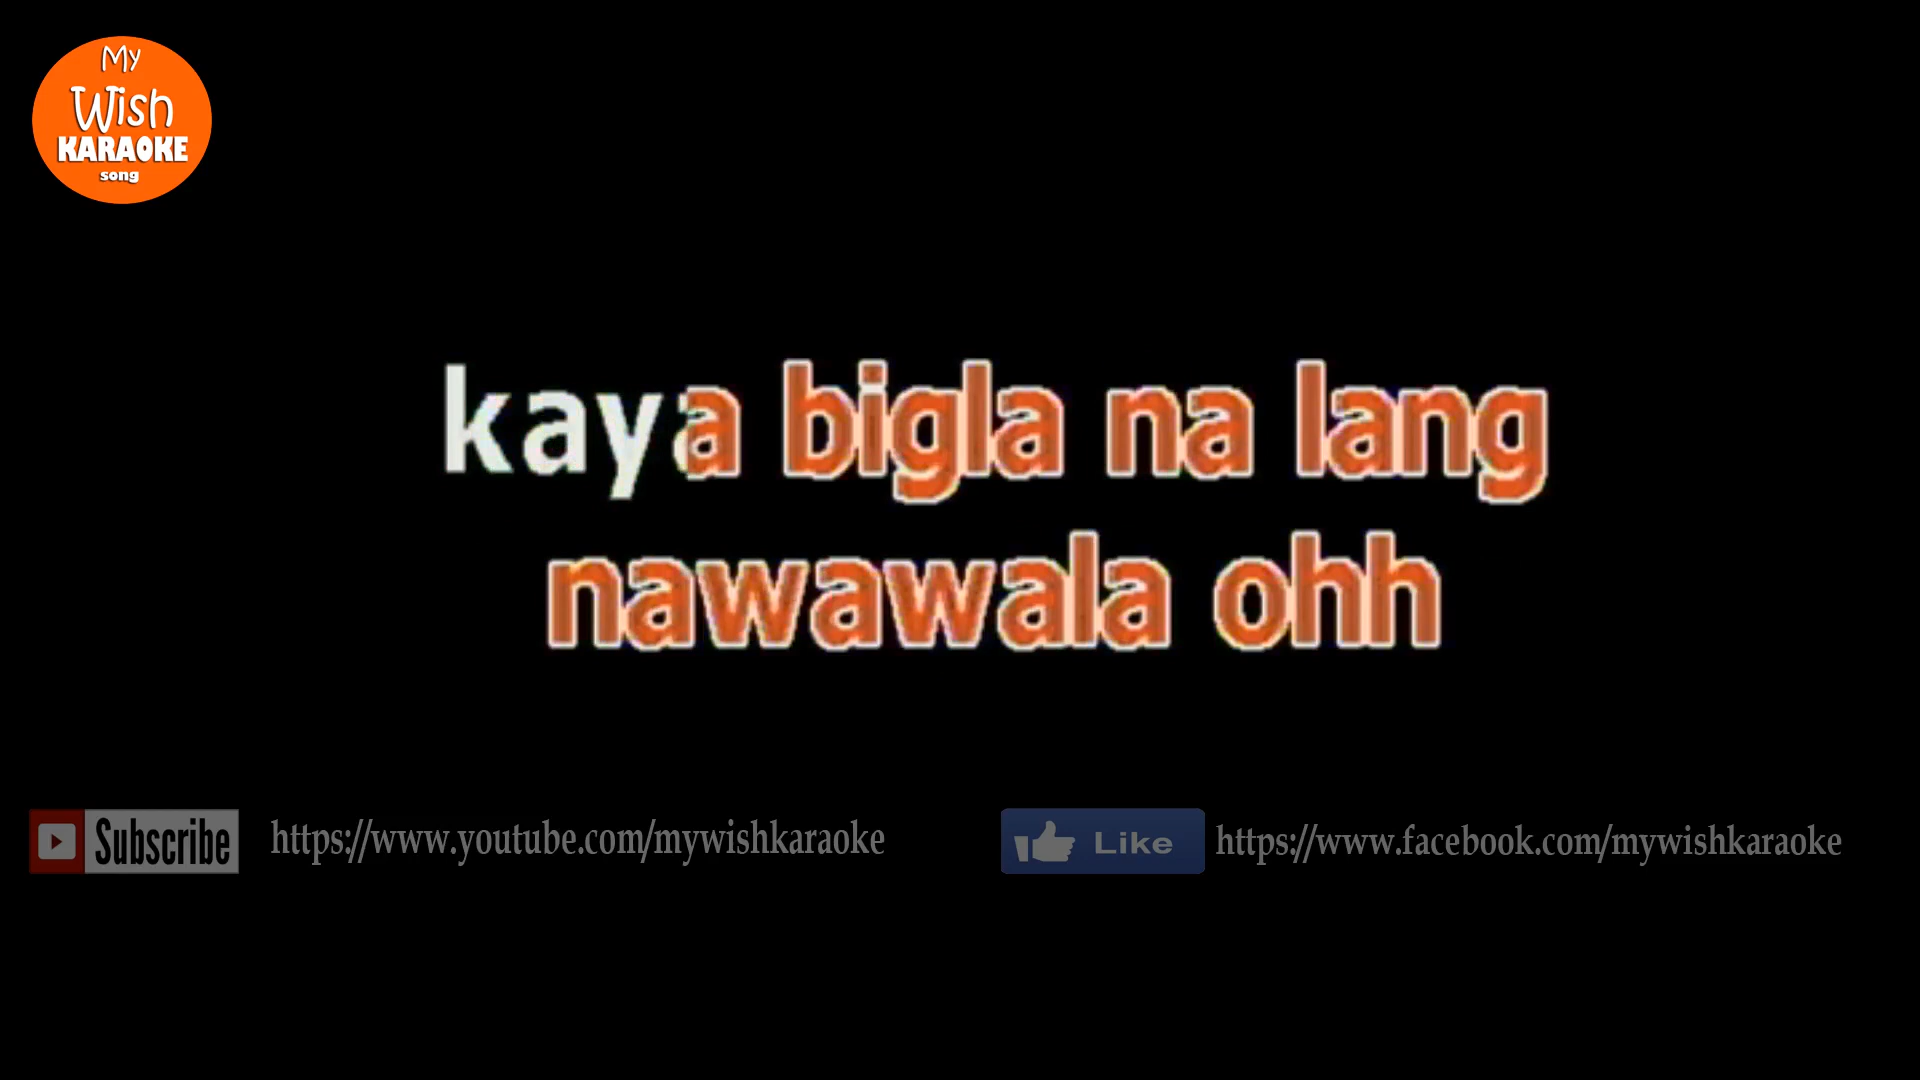 My
Wish
KARAOKE
song
kaya bigla na lang
nawawala ohh
Subscribe https://www.youtube.com/mywishkaraoke
Like https://www.facebook.com/mywishkaraoke